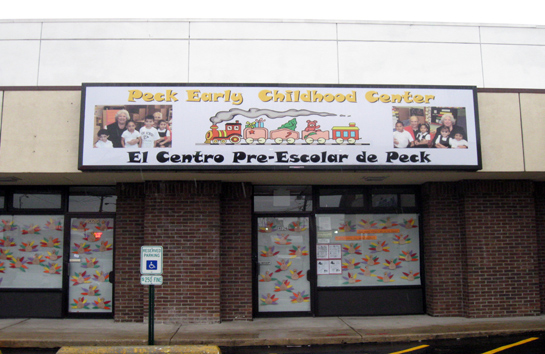 Peck Early Childhood Center
El Centro Pre-Escolar de Peck
RESERVED
PARKING